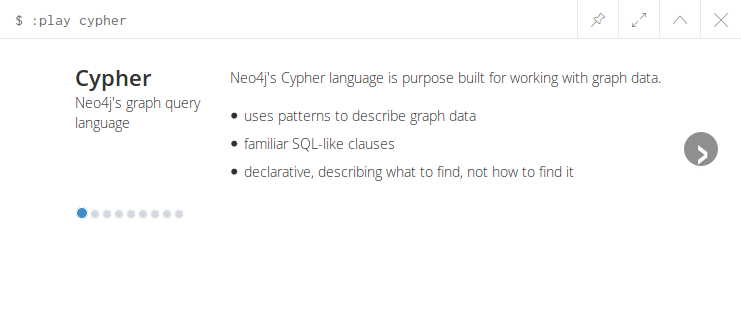 $ :play cypher
Cypher
Neo4j's graph query
language
Neo4j's Cypher language is purpose built for working with graph data.
● uses patterns to describe graph data
● familiar SQL-like clauses
● declarative, describing what to find, not how to find it